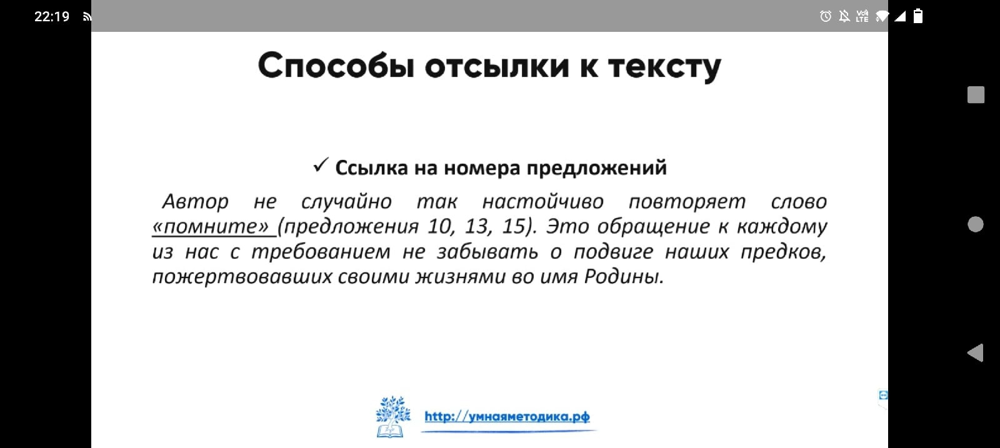 22:19
Vo)) LTE
Способы отсылки к тексту
✓ Ссылка на номера предложений
Автор не случайно так настойчиво повторяет слово
«помните» (предложения 10, 13, 15). Это обращение к каждому
из нас с требованием не забывать о подвиге наших предков,
пожертвовавших своими жизнями во имя Родины.
http://умнаяметодика.рф